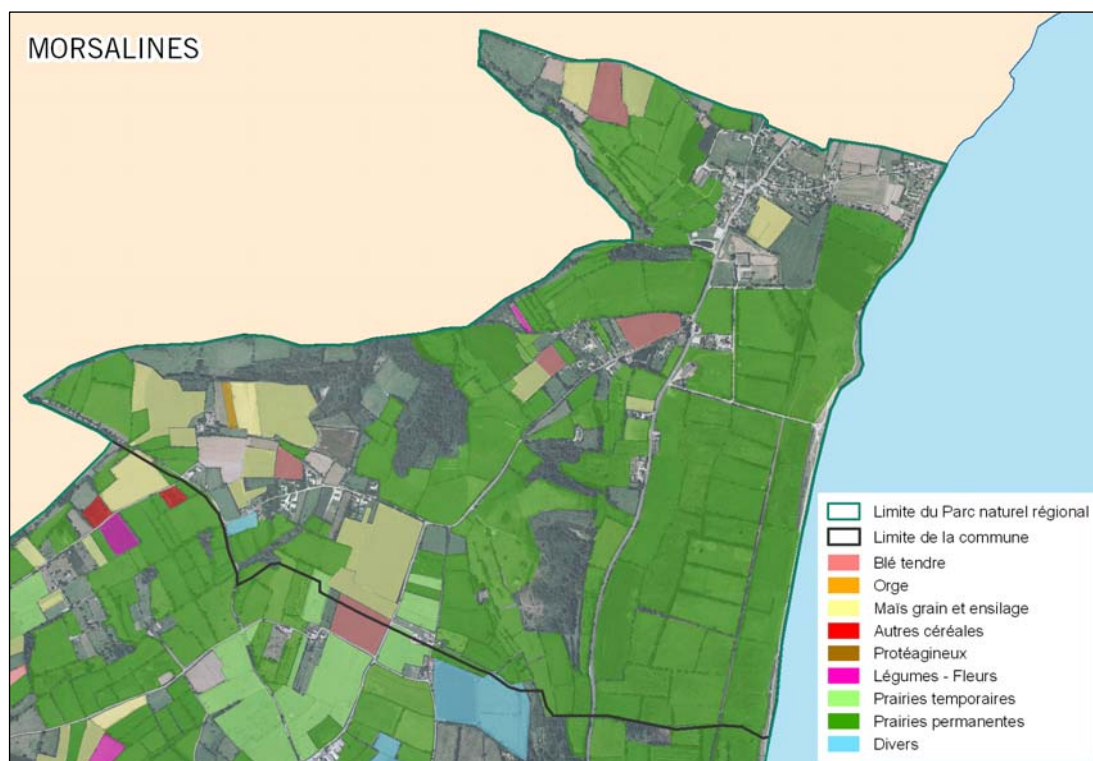 MORSALINES
Limite du Parc naturel régional
Limite de la commune
Blé tendre
Orge
Maïs grain et ensilage
Autres céréales
Protéagineux
Légumes - Fleurs
Prairies temporaires
Prairies permanentes
Divers